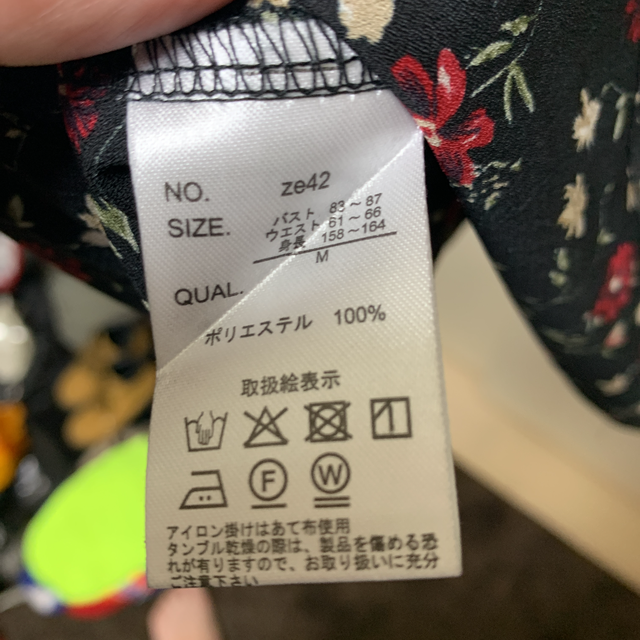 NO. ze42
SIZE. バスト 83～87
ウエスト 61～66
身長 158～164
M
QUAL.
ポリエステル 100%
取扱絵表示
F W
アイロン掛けはあて布使用
タンブル乾燥の際は、製品を傷める恐
れが有りますので、お取り扱いに充分
ご注意下さい